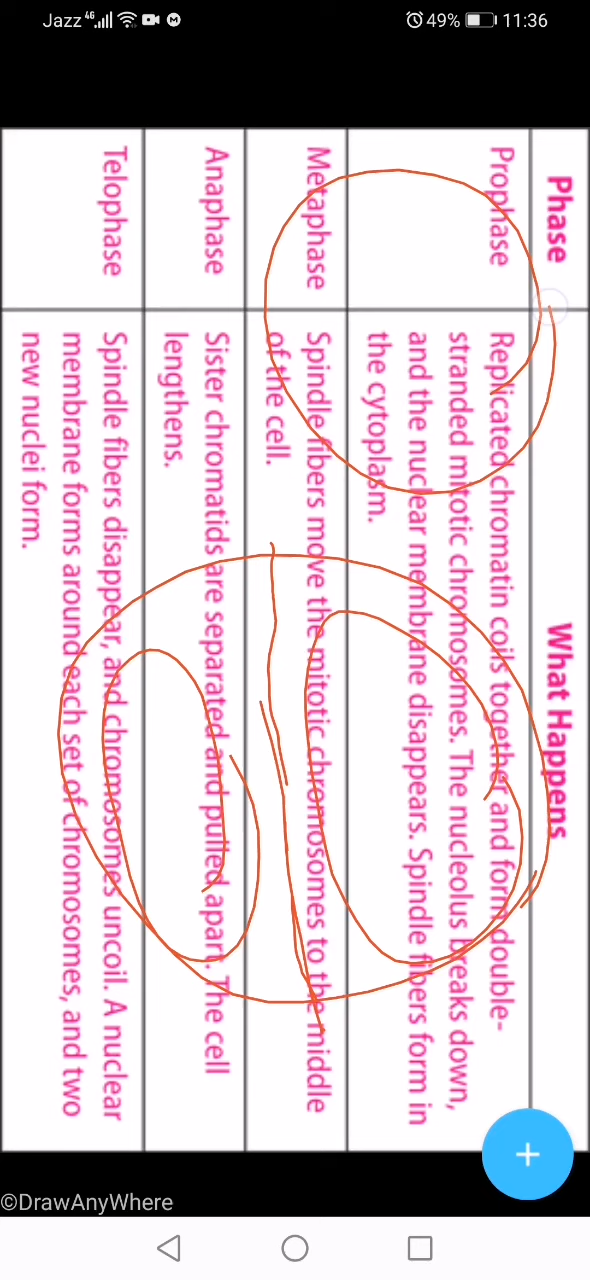 Jazz 4G 49% 11:36
Phase What Happens
Prophase Replicated chromatin coils together and form double-
stranded mitotic chromosomes. The nucleolus breaks down,
and the nuclear membrane disappears. Spindle fibers form in
the cytoplasm.
Metaphase Spindle fibers move the mitotic chromosomes to the middle
of the cell.
Anaphase Sister chromatids are separated and pulled apart. The cell
lengthens.
Telophase Spindle fibers disappear, and chromosomes uncoil. A nuclear
membrane forms around each set of chromosomes, and two
new nuclei form.
©DrawAnyWhere